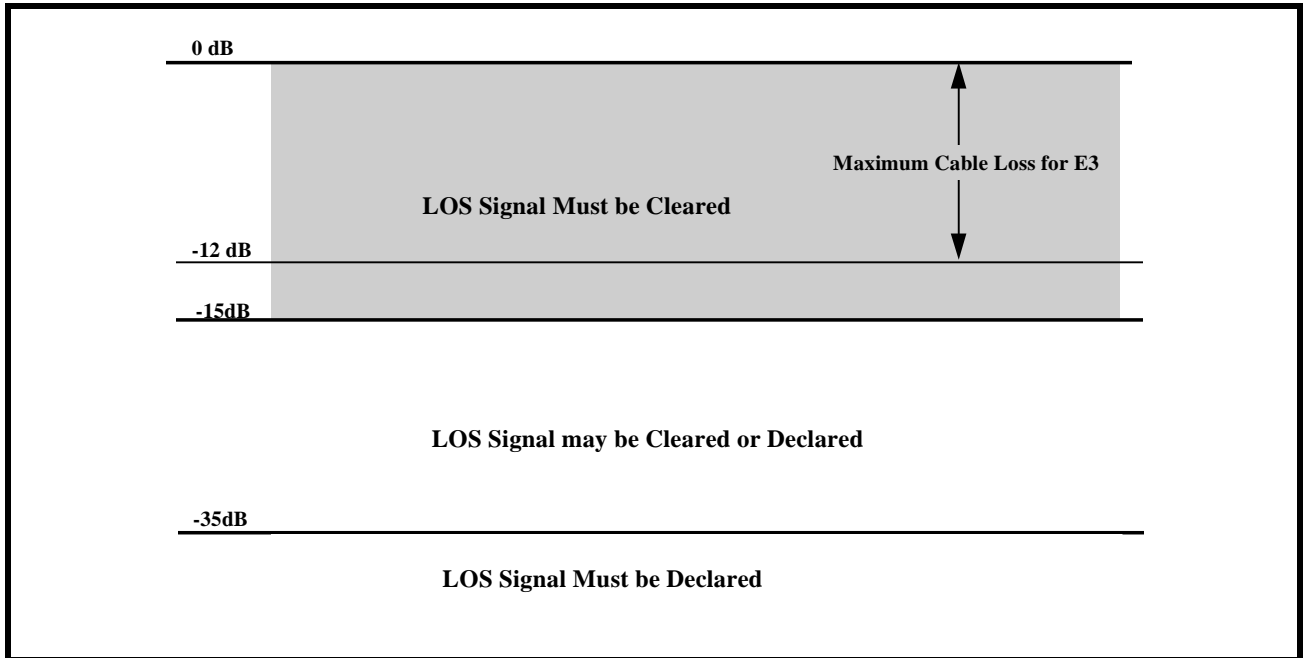 0 dB
Maximum Cable Loss for E3
LOS Signal Must be Cleared
-12 dB
-15dB
LOS Signal may be Cleared or Declared
-35dB
LOS Signal Must be Declared